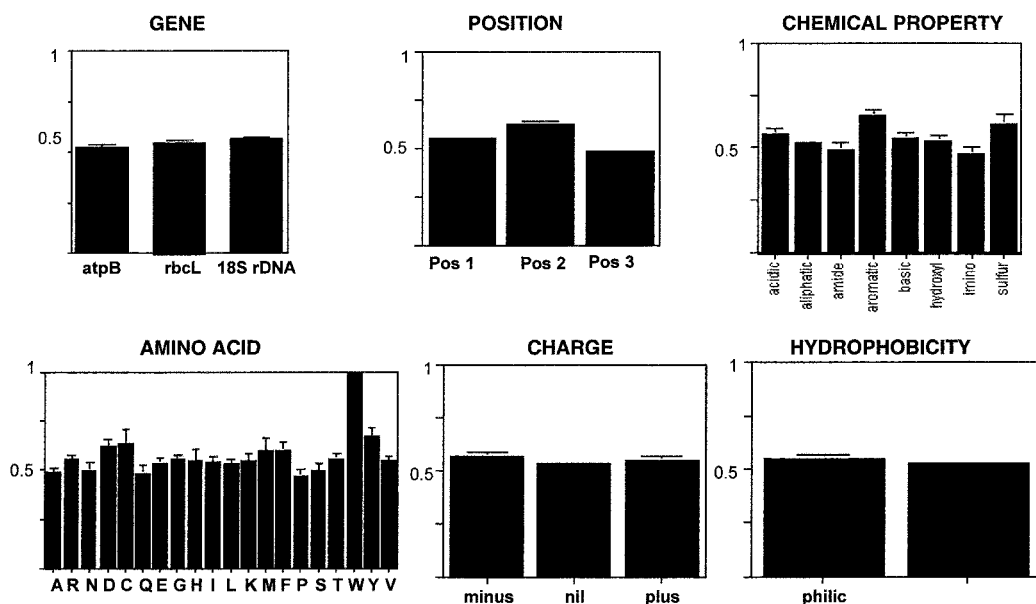 GENE
1
0.5
atpB rbcL 18S rDNA
POSITION
1
0.5
Pos 1 Pos 2 Pos 3
CHEMICAL PROPERTY
1
0.5
acidic
aliphatic
amide
aromatic
basic
hydroxyl
imino
sulfur
AMINO ACID
1
0.5
A R N D C Q E G H I L K M F P S T W Y V
CHARGE
1
0.5
minus nil plus
HYDROPHOBICITY
1
0.5
philic